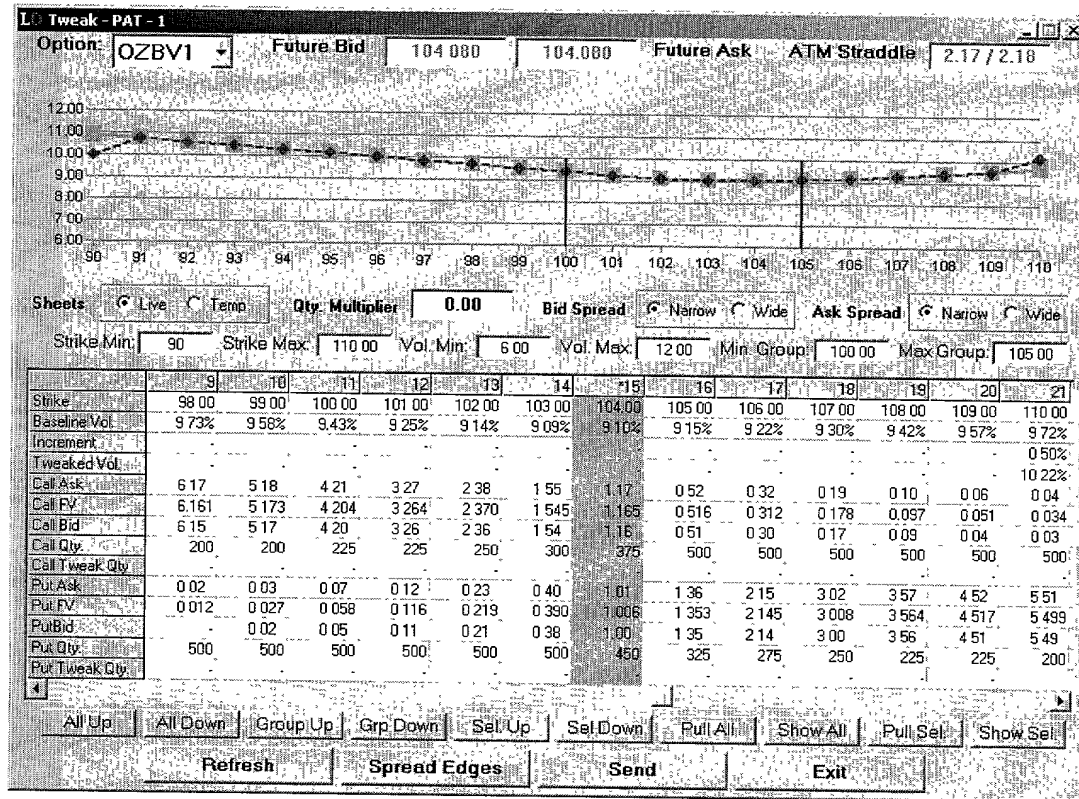 L Tweak - PAT - 1
Option: OZBV1 Future Bid 104 080 104.080 Future Ask ATM Straddle 2.17 / 2.18
12.00
11.00
10.00
9.00
8.00
7.00
6.00
90 91 92 93 94 95 96 97 98 99 100 101 102 103 104 105 106 107 108 109 110
Sheets Live Temp Qty. Multiplier 0.00 Bid Spread Narrow Wide Ask Spread Narrow Wide
Strike Min: 90 Strike Max: 110 00 Vol. Min: 6 00 Vol. Max: 12 00 Min. Group: 100 00 Max Group: 105 00
9 10 11 12 13 14 *15 16 17 18 19 20 21
Strike 98 00 99 00 100 00 101 00 102 00 103 00 104.00 105 00 106 00 107 00 108 00 109 00 110 00
Baseline Vol. 9 73% 9 58% 9.43% 9 25% 9 14% 9 09% 9.10% 9 15% 9 22% 9 30% 9 42% 9 57% 9 72%
Increment - - - - - - - - - - - - 0 50%
Tweaked Vol. - - - - - - - - - - - - 10 22%
Call Ask 6 17 5 18 4 21 3 27 2 38 1 55 1.17 0 52 0 32 0 19 0 10 0 06 0 04
Call FV 6.161 5 173 4 204 3 264 2 370 1 545 1.165 0 516 0 312 0 178 0.097 0 051 0 034
Call Bid 6 15 5 17 4 20 3 26 2 36 1 54 1.16 0 51 0 30 0 17 0 09 0 04 0 03
Call Qty. 200 200 225 225 250 300 375 500 500 500 500 500 500
Call Tweak Qty - - - - - - - - - - - - -
Put Ask 0 02 0 03 0 07 0 12 0 23 0 40 1.01 1 36 2 15 3 02 3 57 4 52 5 51
Put FV 0 012 0 027 0 058 0 116 0 219 0 390 1.006 1 353 2 145 3 008 3 564 4 517 5 499
Put Bid - 0 02 0 05 0 11 0 21 0 38 1.00 1 35 2 14 3 00 3 56 4 51 5 49
Put Qty. 500 500 500 500 500 500 450 325 275 250 225 225 200
Put Tweak Qty. - - - - - - - - - - - - -
All Up All Down Group Up Grp Down Sel. Up Sel Down Pull All Show All Pull Sel. Show Sel
Refresh Spread Edges Send Exit